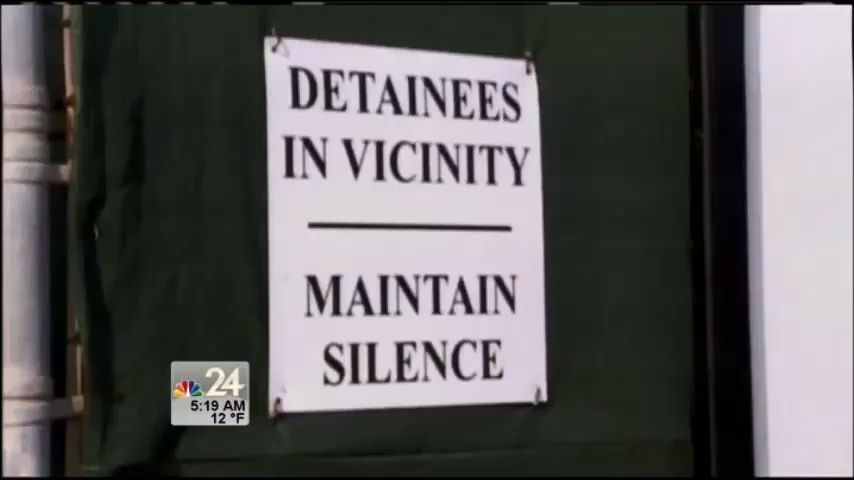 DETAINEES
IN VICINITY
MAINTAIN
SILENCE
24
5:19 AM
12 °F